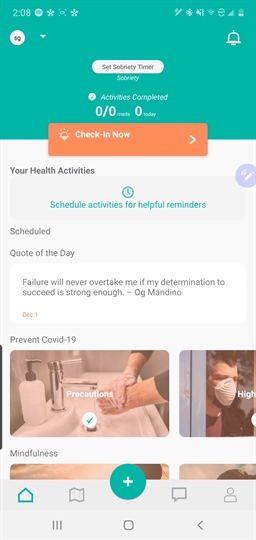 2:08
sg
Set Sobriety Timer
Sobriety
Activities Completed
0/0 meds 0 today
Check-In Now
Your Health Activities
Schedule activities for helpful reminders
Scheduled
Quote of the Day
Failure will never overtake me if my determination to
succeed is strong enough. – Og Mandino
Dec 1
Prevent Covid-19
Precautions
High
Mindfulness